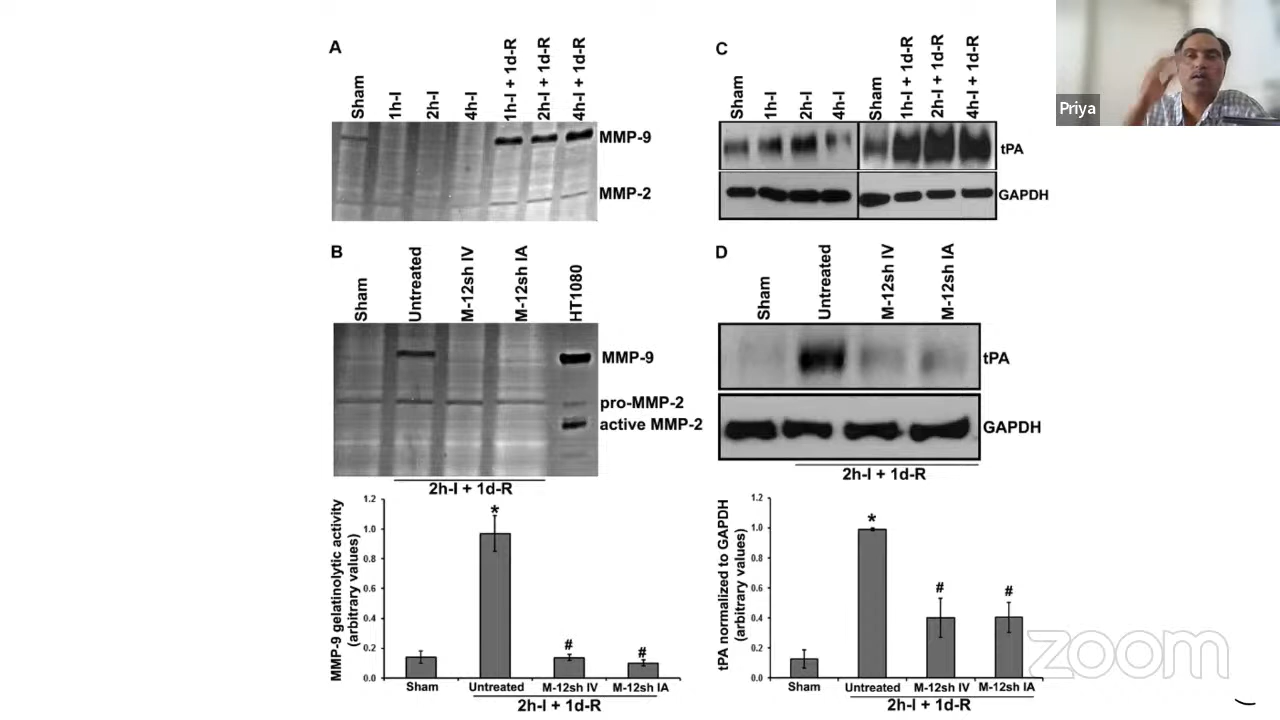 A
Sham
1h-I
2h-I
4h-I
1h-I + 1d-R
2h-I + 1d-R
4h-I + 1d-R
MMP-9
MMP-2
B
Sham
Untreated
M-12sh IV
M-12sh IA
HT1080
MMP-9
pro-MMP-2
active MMP-2
2h-I + 1d-R
MMP-9 gelatinolytic activity
(arbitrary values)
1.2
1.0
0.8
0.6
0.4
0.2
0.0
*
#
#
Sham
Untreated
M-12sh IV
M-12sh IA
2h-I + 1d-R
C
Sham
1h-I
2h-I
4h-I
Sham
1h-I + 1d-R
2h-I + 1d-R
4h-I + 1d-R
tPA
GAPDH
D
Sham
Untreated
M-12sh IV
M-12sh IA
tPA
GAPDH
2h-I + 1d-R
tPA normalized to GAPDH
(arbitrary values)
1.2
1.0
0.8
0.6
0.4
0.2
0.0
*
#
#
Sham
Untreated
M-12sh IV
M-12sh IA
2h-I + 1d-R
Priya
zoom